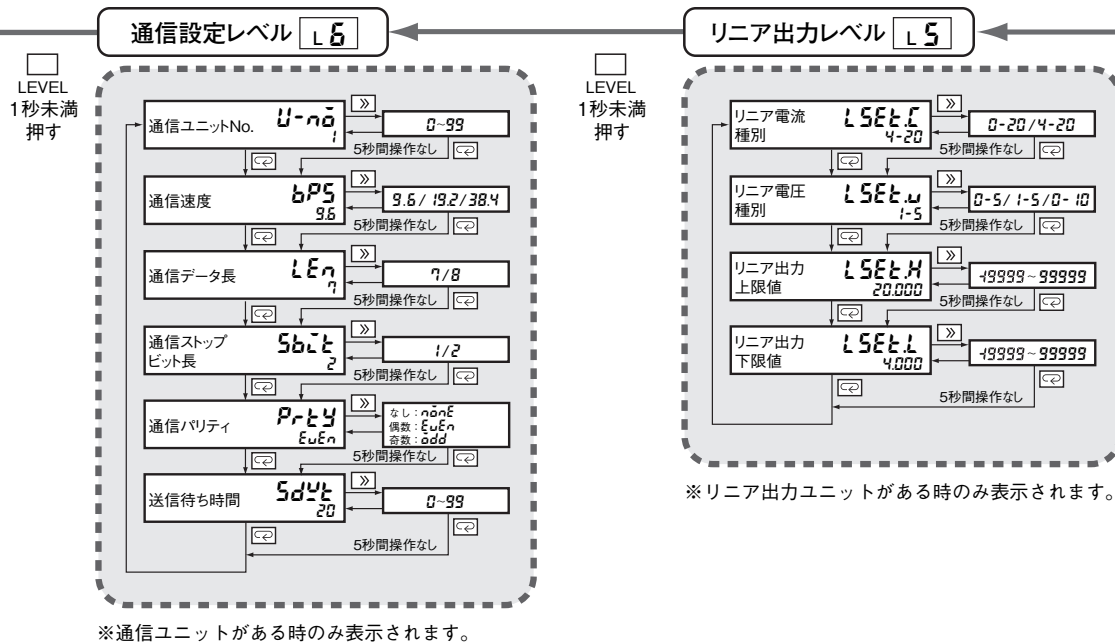 通信設定レベル L6
LEVEL
1秒未満
押す
通信ユニットNo. U-no
1
0~99
5秒間操作なし
通信速度 bPS
9.6
9.6/19.2/38.4
5秒間操作なし
通信データ長 LEn
7
7/8
5秒間操作なし
通信ストップ
ビット長
Sbit
2
1/2
5秒間操作なし
通信パリティ PrtY
EvEn
なし:nonE
偶数:EvEn
奇数:odd
5秒間操作なし
送信待ち時間 SdWt
20
0~99
5秒間操作なし
※通信ユニットがある時のみ表示されます。
リニア出力レベル L5
LEVEL
1秒未満
押す
リニア電流
種別
LSEt.C
4-20
0-20/4-20
5秒間操作なし
リニア電圧
種別
LSEt.v
1-5
0-5/1-5/0-10
5秒間操作なし
リニア出力
上限値
LSEt.H
20.000
-19999~99999
5秒間操作なし
リニア出力
下限値
LSEt.L
4.000
-19999~99999
5秒間操作なし
※リニア出力ユニットがある時のみ表示されます。